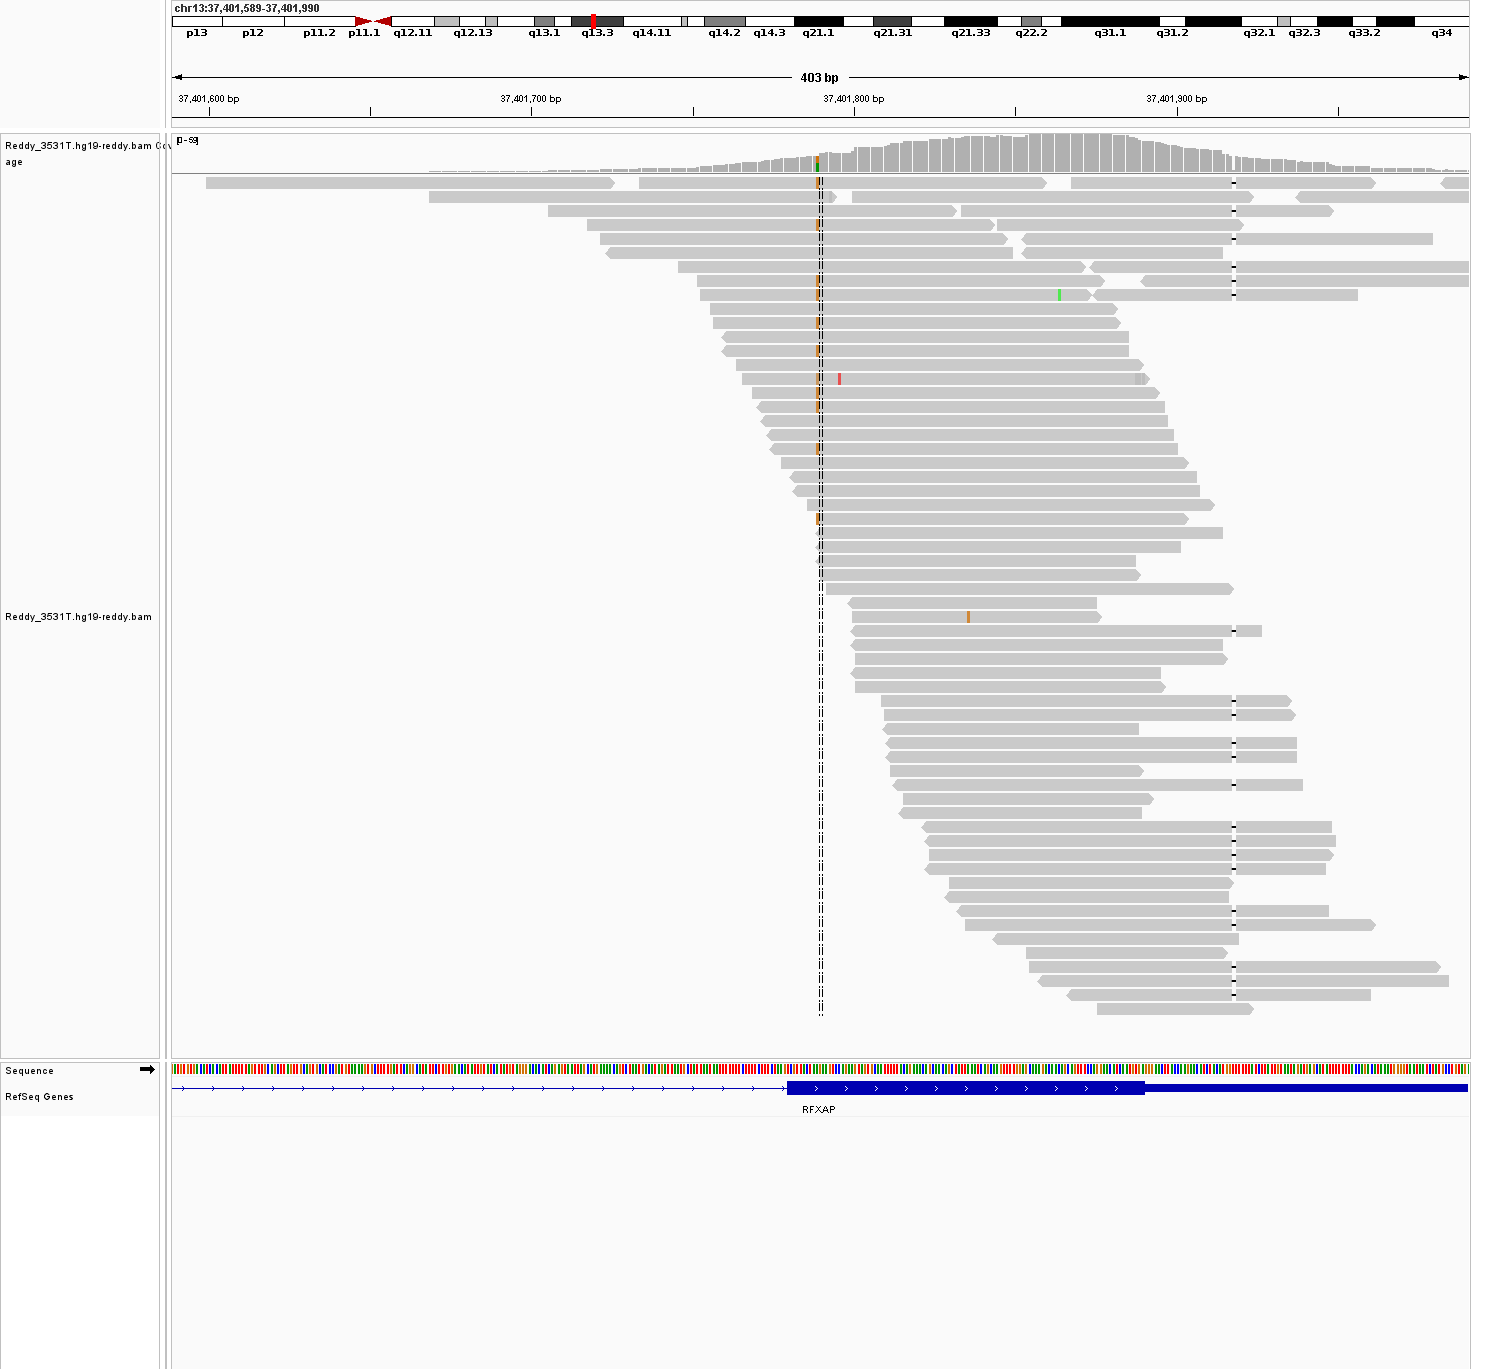 chr13:37,401,589-37,401,990
p13 p12 p11.2 p11.1 q12.11 q12.13 q13.1 q13.3 q14.11 q14.2 q14.3 q21.1 q21.31 q21.33 q22.2 q31.1 q31.2 q32.1 q32.3 q33.2 q34
403 bp
37,401,600 bp 37,401,700 bp 37,401,800 bp 37,401,900 bp
Reddy_3531T.hg19-reddy.bam Cov
age
[0-59]
Reddy_3531T.hg19-reddy.bam
Sequence
RefSeq Genes
RFXAP